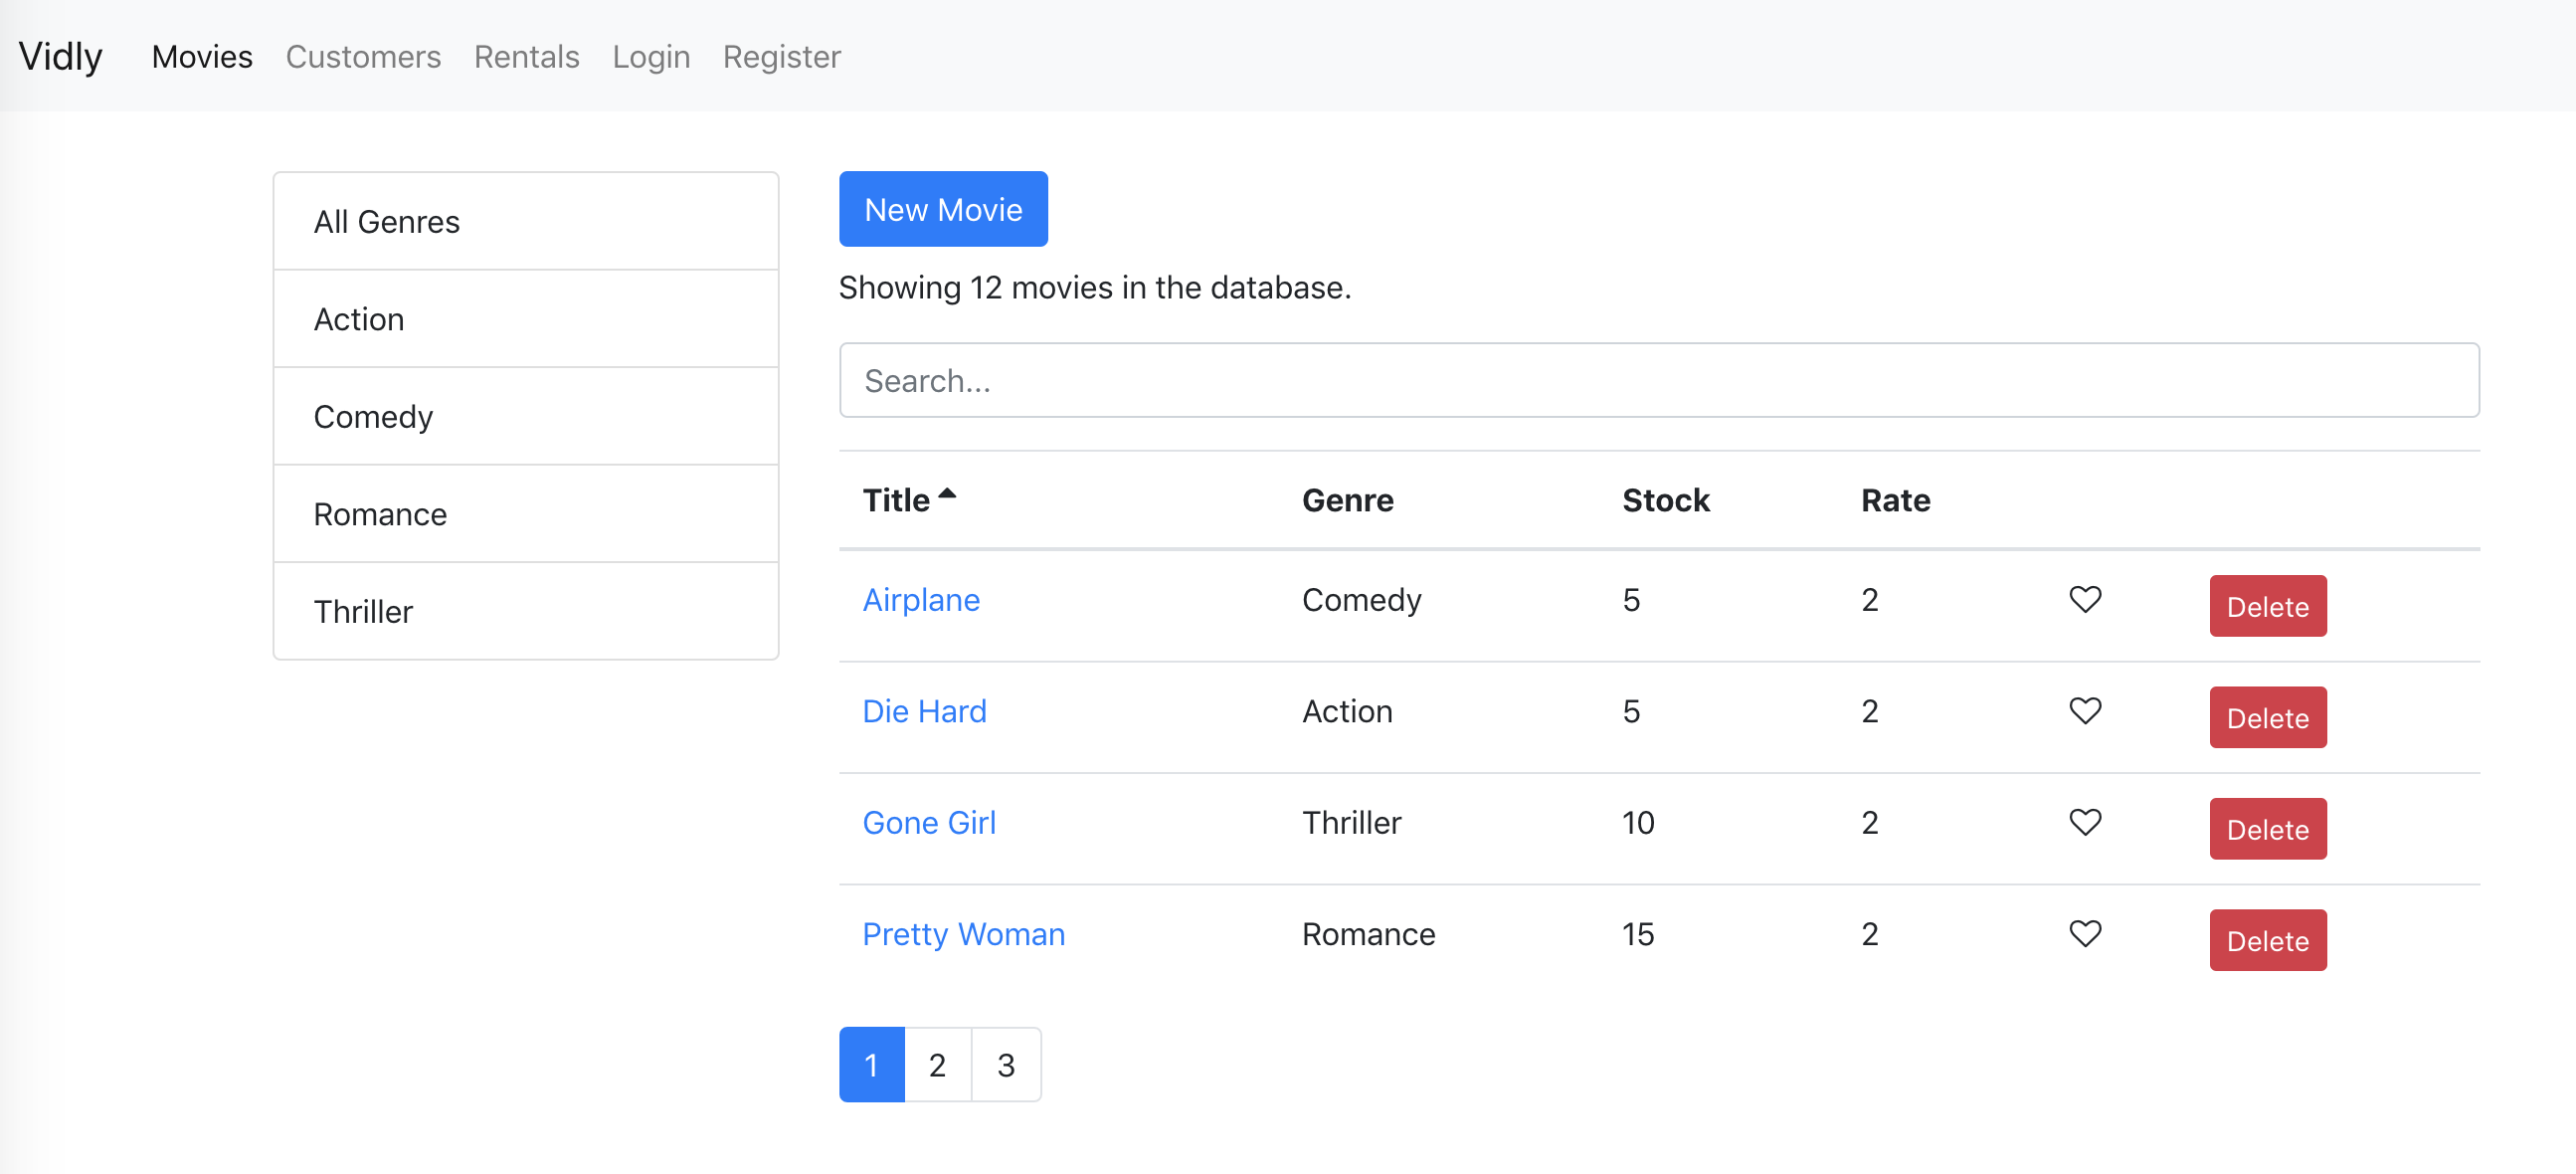 Vidly Movies Customers Rentals Login Register
All Genres
Action
Comedy
Romance
Thriller
New Movie
Showing 12 movies in the database.
Search...
Title Genre Stock Rate
Airplane Comedy 5 2 Delete
Die Hard Action 5 2 Delete
Gone Girl Thriller 10 2 Delete
Pretty Woman Romance 15 2 Delete
1 2 3